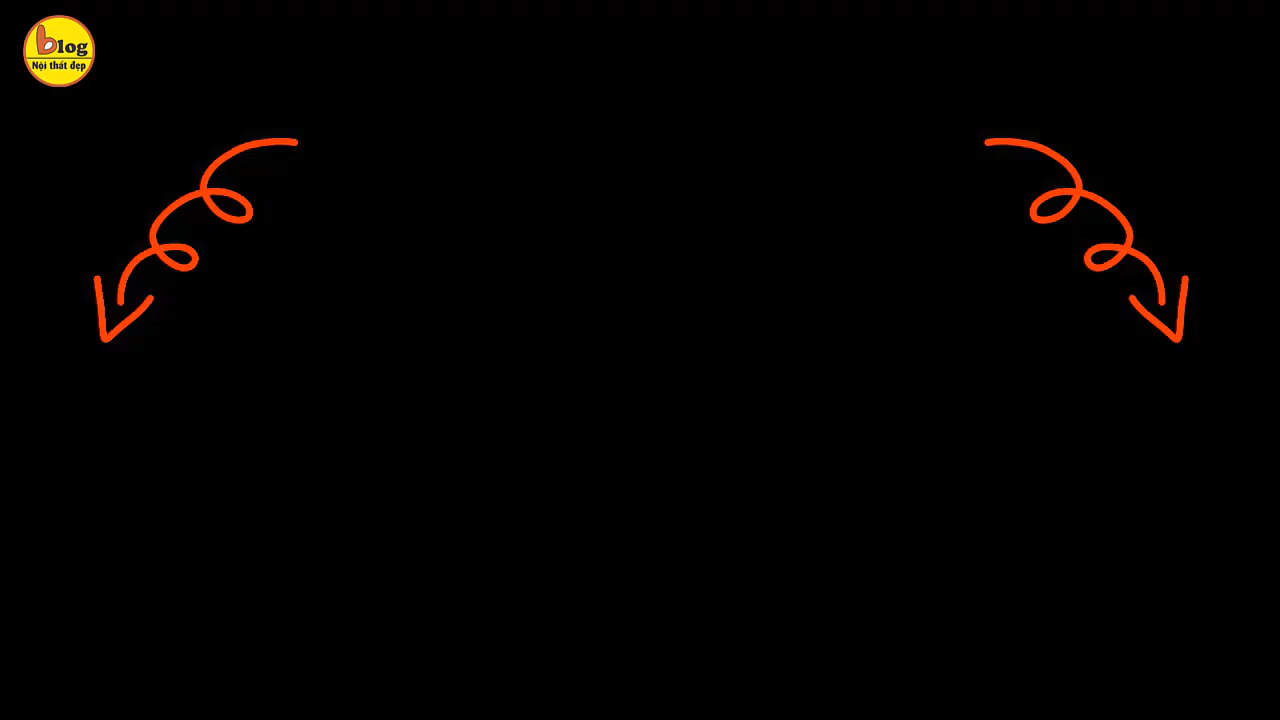 blog
Nội thất đẹp